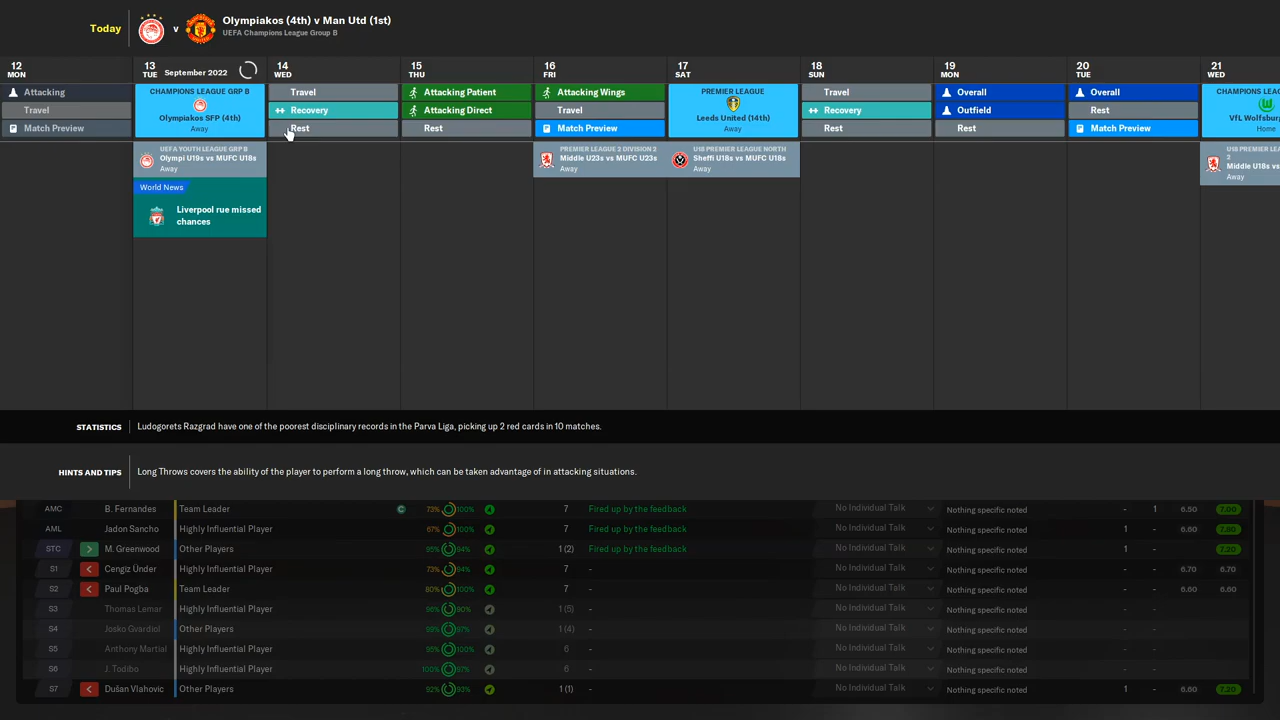 Today
Olympiakos (4th) v Man Utd (1st)
v
UEFA Champions League Group B
12
MON
13
TUE
September 2022
14
WED
15
THU
16
FRI
17
SAT
18
SUN
19
MON
20
TUE
21
WED
Attacking
Travel
Match Preview
CHAMPIONS LEAGUE GRP B
Olympiakos SFP (4th)
Away
Travel
Recovery
Rest
Attacking Patient
Attacking Direct
Rest
Attacking Wings
Travel
Match Preview
PREMIER LEAGUE
Leeds United (14th)
Away
Travel
Recovery
Rest
Overall
Outfield
Rest
Overall
Rest
Match Preview
CHAMPIONS LEAG
VfL Wolfsburg
Home
UEFA YOUTH LEAGUE GRP B
Olympi U19s vs MUFC U18s
Away
PREMIER LEAGUE 2 DIVISION 2
Middle U23s vs MUFC U23s
Away
U18 PREMIER LEAGUE NORTH
Sheffi U18s vs MUFC U18s
Away
U18 PREMIER LEAGUE
2
Middle U18s vs
Away
World News
Liverpool rue missed
chances
STATISTICS
Ludogorets Razgrad have one of the poorest disciplinary records in the Parva Liga, picking up 2 red cards in 10 matches.
HINTS AND TIPS
Long Throws covers the ability of the player to perform a long throw, which can be taken advantage of in attacking situations.
AMC B. Fernandes Team Leader C 73% 100% 7 Fired up by the feedback No Individual Talk Nothing specific noted - 1 6.50 7.90
AML Jadon Sancho Highly Influential Player 67% 100% 7 Fired up by the feedback No Individual Talk Nothing specific noted 1 - 6.80 7.80
STC M. Greenwood Other Players 95% 94% 1 (2) Fired up by the feedback No Individual Talk Nothing specific noted 1 - 7.20
S1 Cengiz Ünder Highly Influential Player 73% 94% 7 - No Individual Talk Nothing specific noted - - 6.70 6.70
S2 Paul Pogba Team Leader 80% 100% 7 - No Individual Talk Nothing specific noted - - 6.60 6.60
S3 Thomas Lemar Highly Influential Player 96% 90% 1 (5) - No Individual Talk Nothing specific noted - -
S4 Josko Gvardiol Other Players 99% 97% 1 (4) - No Individual Talk Nothing specific noted - -
S5 Anthony Martial Highly Influential Player 95% 100% 6 - No Individual Talk Nothing specific noted - -
S6 J. Todibo Highly Influential Player 100% 97% 6 - No Individual Talk Nothing specific noted - -
S7 Dušan Vlahovic Other Players 92% 93% 1 (1) - No Individual Talk Nothing specific noted 1 - 6.60 7.20